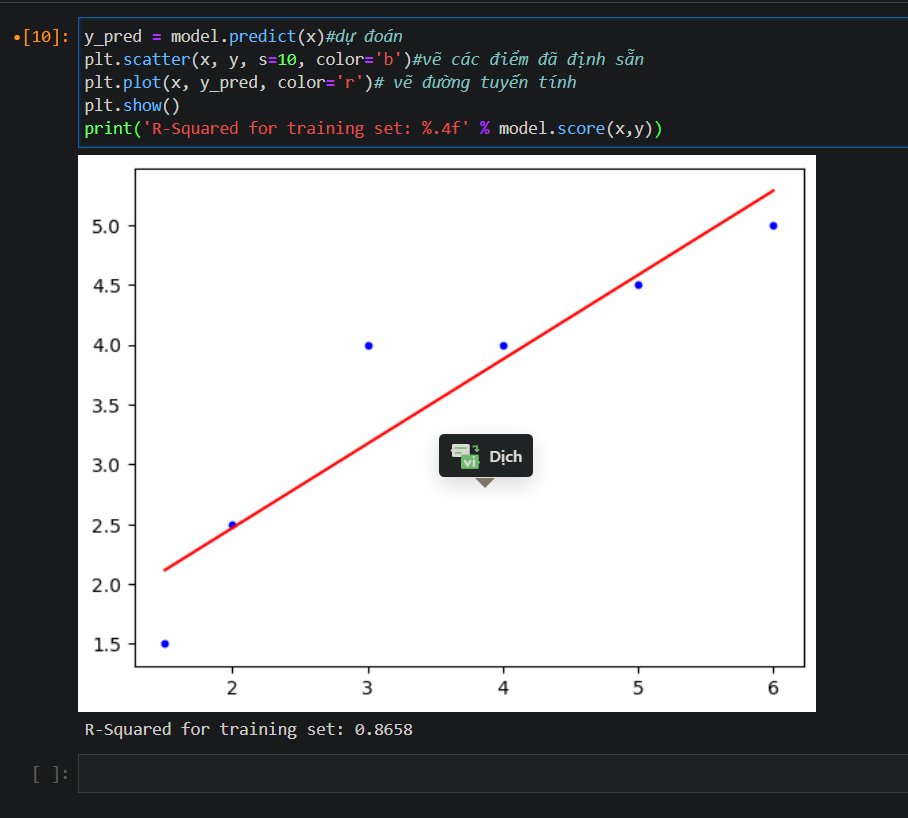 •[10]: y_pred = model.predict(x)#dự đoán
plt.scatter(x, y, s=10, color='b')#vẽ các điểm đã định sẵn
plt.plot(x, y_pred, color='r')# vẽ đường tuyến tính
plt.show()
print('R-Squared for training set: %.4f' % model.score(x,y))
5.0
4.5
4.0
3.5
3.0
2.5
2.0
1.5
vi Dịch
2 3 4 5 6
R-Squared for training set: 0.8658
[ ]: